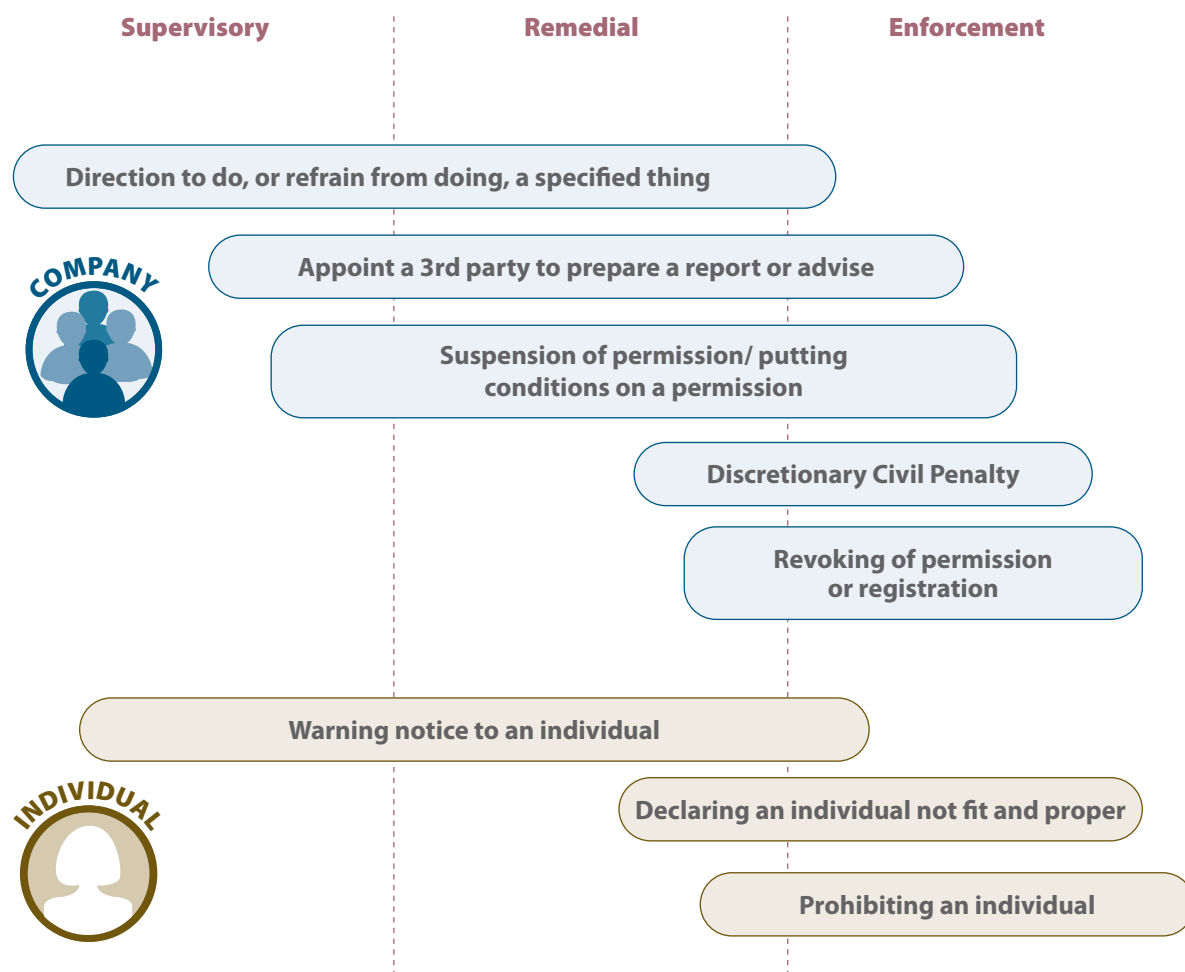 Supervisory
Remedial
Enforcement
Direction to do, or refrain from doing, a specified thing
Appoint a 3rd party to prepare a report or advise
COMPANY
Suspension of permission/ putting
conditions on a permission
Discretionary Civil Penalty
Revoking of permission
or registration
Warning notice to an individual
INDIVIDUAL
Declaring an individual not fit and proper
Prohibiting an individual